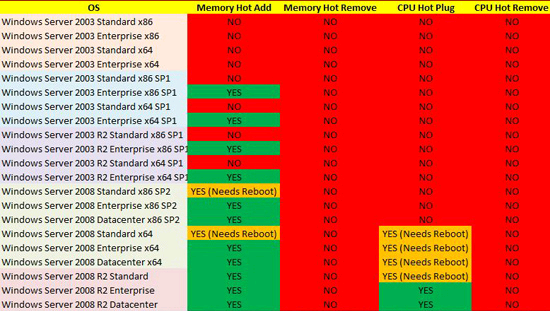 OS Memory Hot Add Memory Hot Remove CPU Hot Plug CPU Hot Remove
Windows Server 2003 Standard x86 NO NO NO NO
Windows Server 2003 Enterprise x86 NO NO NO NO
Windows Server 2003 Standard x64 NO NO NO NO
Windows Server 2003 Enterprise x64 NO NO NO NO
Windows Server 2003 Standard x86 SP1 NO NO NO NO
Windows Server 2003 Enterprise x86 SP1 YES NO NO NO
Windows Server 2003 Standard x64 SP1 NO NO NO NO
Windows Server 2003 Enterprise x64 SP1 YES NO NO NO
Windows Server 2003 R2 Standard x86 SP1 NO NO NO NO
Windows Server 2003 R2 Enterprise x86 SP1 YES NO NO NO
Windows Server 2003 R2 Standard x64 SP1 NO NO NO NO
Windows Server 2003 R2 Enterprise x64 SP1 YES NO NO NO
Windows Server 2008 Standard x86 SP2 YES (Needs Reboot) NO NO NO
Windows Server 2008 Enterprise x86 SP2 YES NO NO NO
Windows Server 2008 Datacenter x86 SP2 YES NO NO NO
Windows Server 2008 Standard x64 YES (Needs Reboot) NO YES (Needs Reboot) NO
Windows Server 2008 Enterprise x64 YES NO YES (Needs Reboot) NO
Windows Server 2008 Datacenter x64 YES NO YES (Needs Reboot) NO
Windows Server 2008 R2 Standard YES NO YES (Needs Reboot) NO
Windows Server 2008 R2 Enterprise YES NO YES NO
Windows Server 2008 R2 Datacenter YES NO YES NO